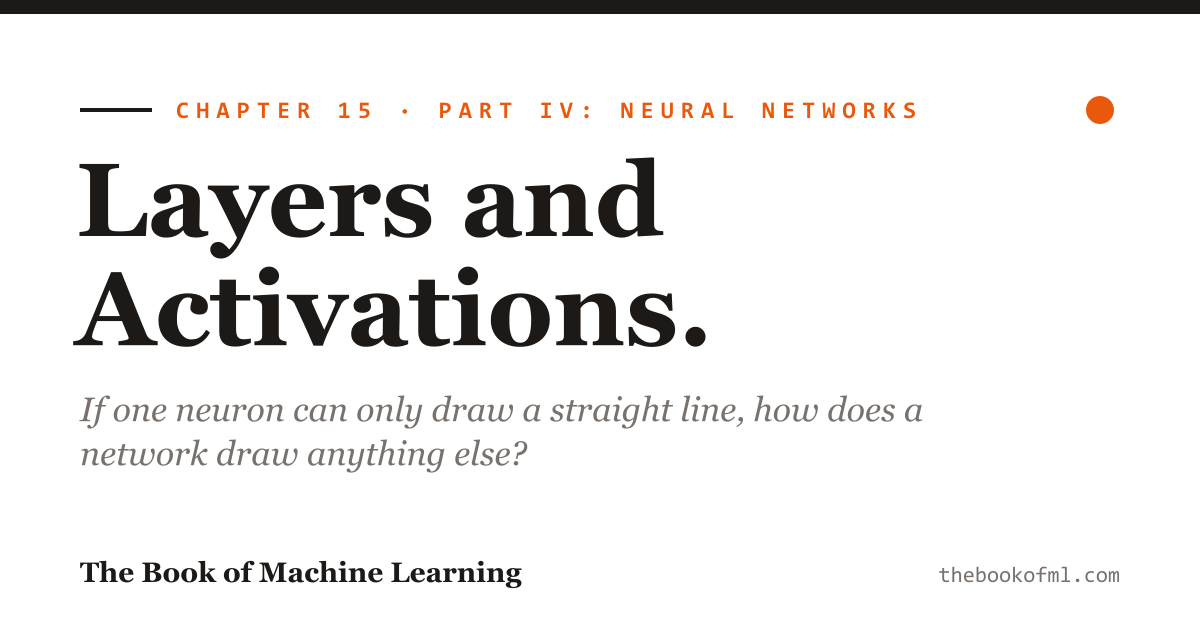 CHAPTER 15 · PART IV: NEURAL NETWORKS
Layers and
Activations.
If one neuron can only draw a straight line, how does a
network draw anything else?
The Book of Machine Learning
thebookofml.com